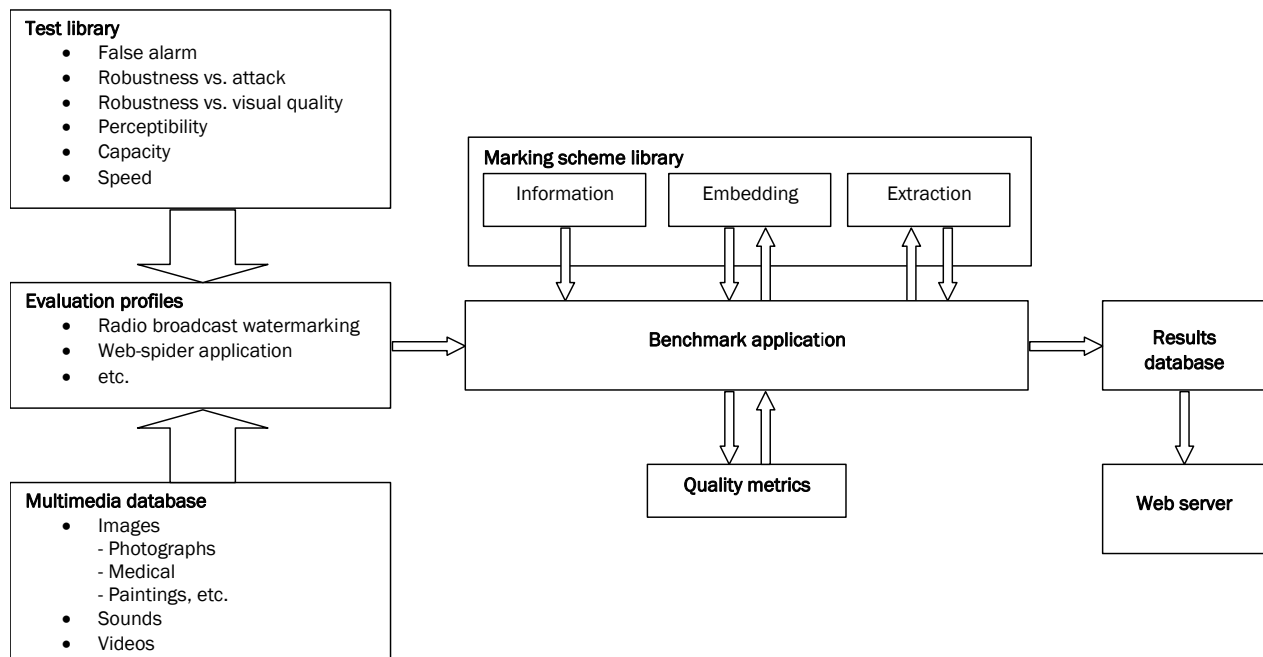 Test library
• False alarm
• Robustness vs. attack
• Robustness vs. visual quality
• Perceptibility
• Capacity
• Speed
Evaluation profiles
• Radio broadcast watermarking
• Web-spider application
• etc.
Multimedia database
• Images
- Photographs
- Medical
- Paintings, etc.
• Sounds
• Videos
Marking scheme library
Information
Embedding
Extraction
Benchmark application
Quality metrics
Results
database
Web server